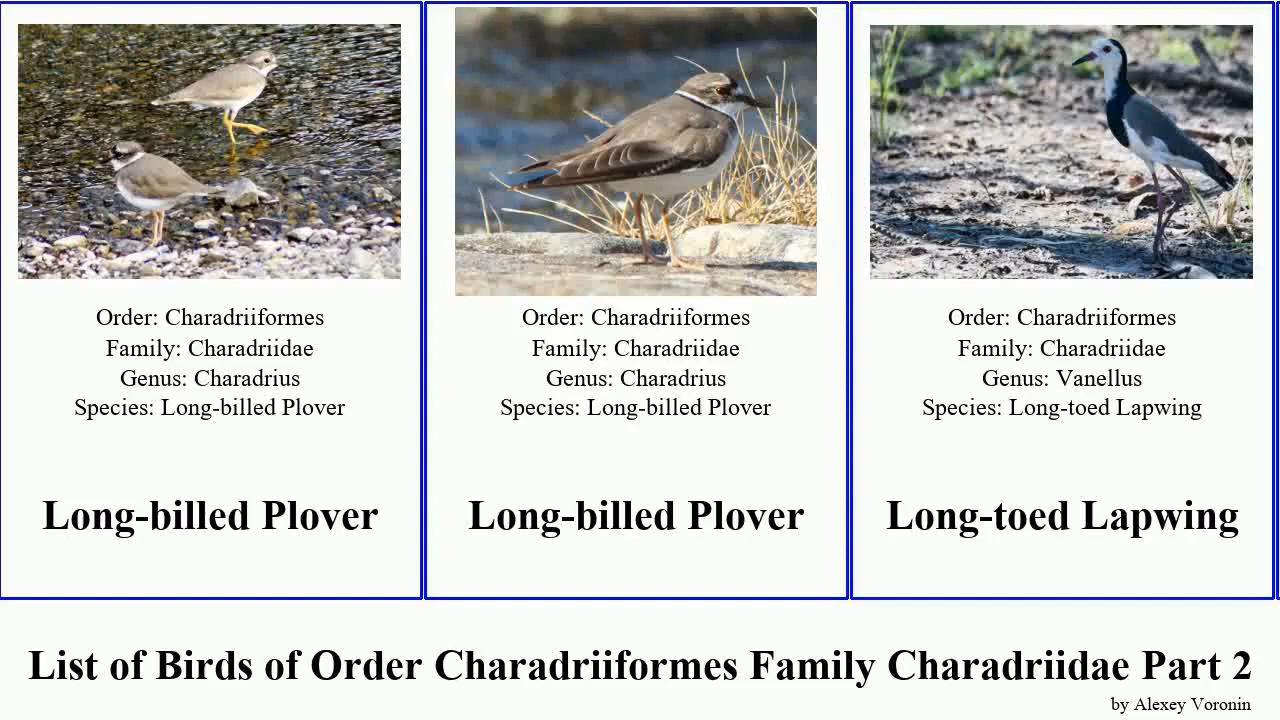 Order: Charadriiformes
Family: Charadriidae
Genus: Charadrius
Species: Long-billed Plover
Long-billed Plover
Order: Charadriiformes
Family: Charadriidae
Genus: Charadrius
Species: Long-billed Plover
Long-billed Plover
Order: Charadriiformes
Family: Charadriidae
Genus: Vanellus
Species: Long-toed Lapwing
Long-toed Lapwing
List of Birds of Order Charadriiformes Family Charadriidae Part 2
by Alexey Voronin